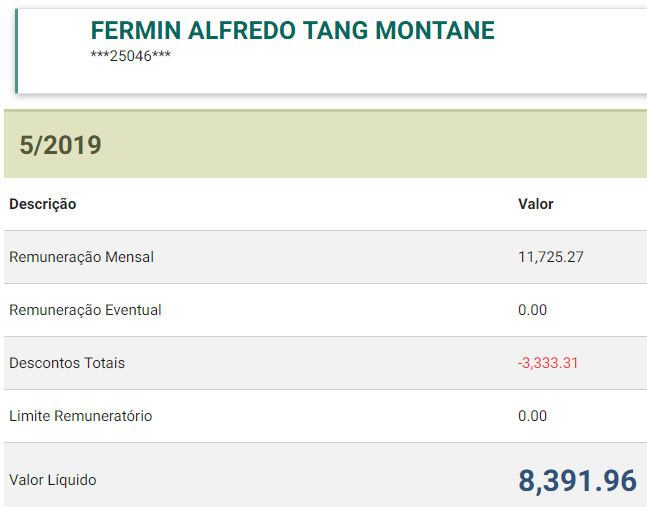 FERMIN ALFREDO TANG MONTANE
***25046***
5/2019
Descrição Valor
Remuneração Mensal 11,725.27
Remuneração Eventual 0.00
Descontos Totais -3,333.31
Limite Remuneratório 0.00
Valor Líquido 8,391.96